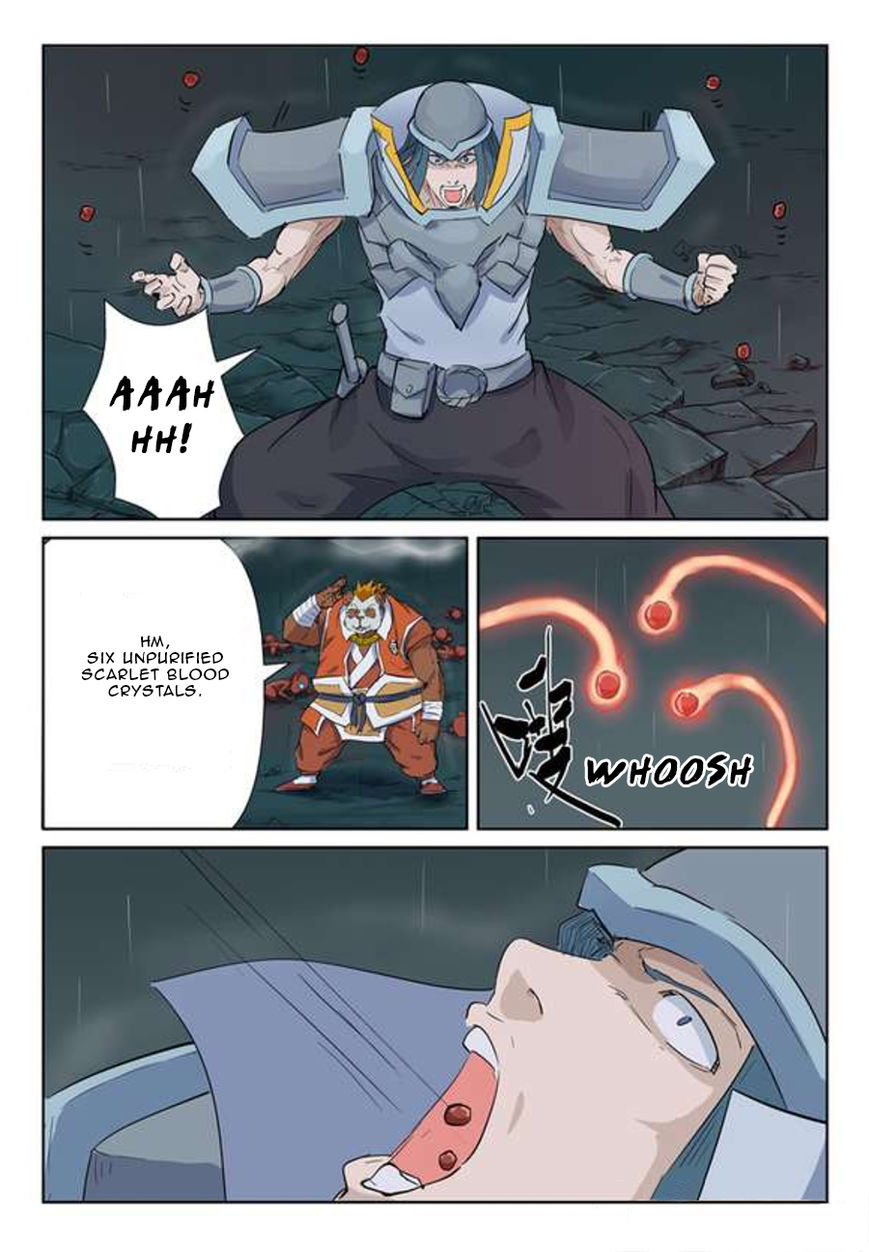 AAAH
HH!
HM,
SIX UNPURIFIED
SCARLET BLOOD
CRYSTALS.
WHOOSH